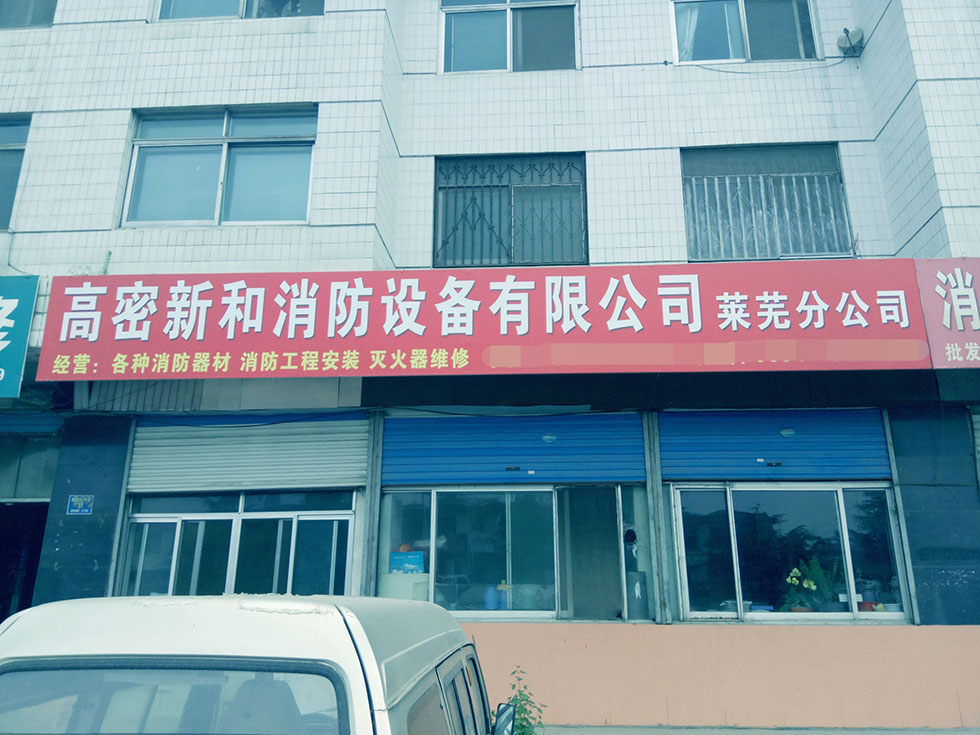 高密新和消防设备有限公司 莱芜分公司
经营：各种消防器材 消防工程安装 灭火器维修
消
批发
修
9